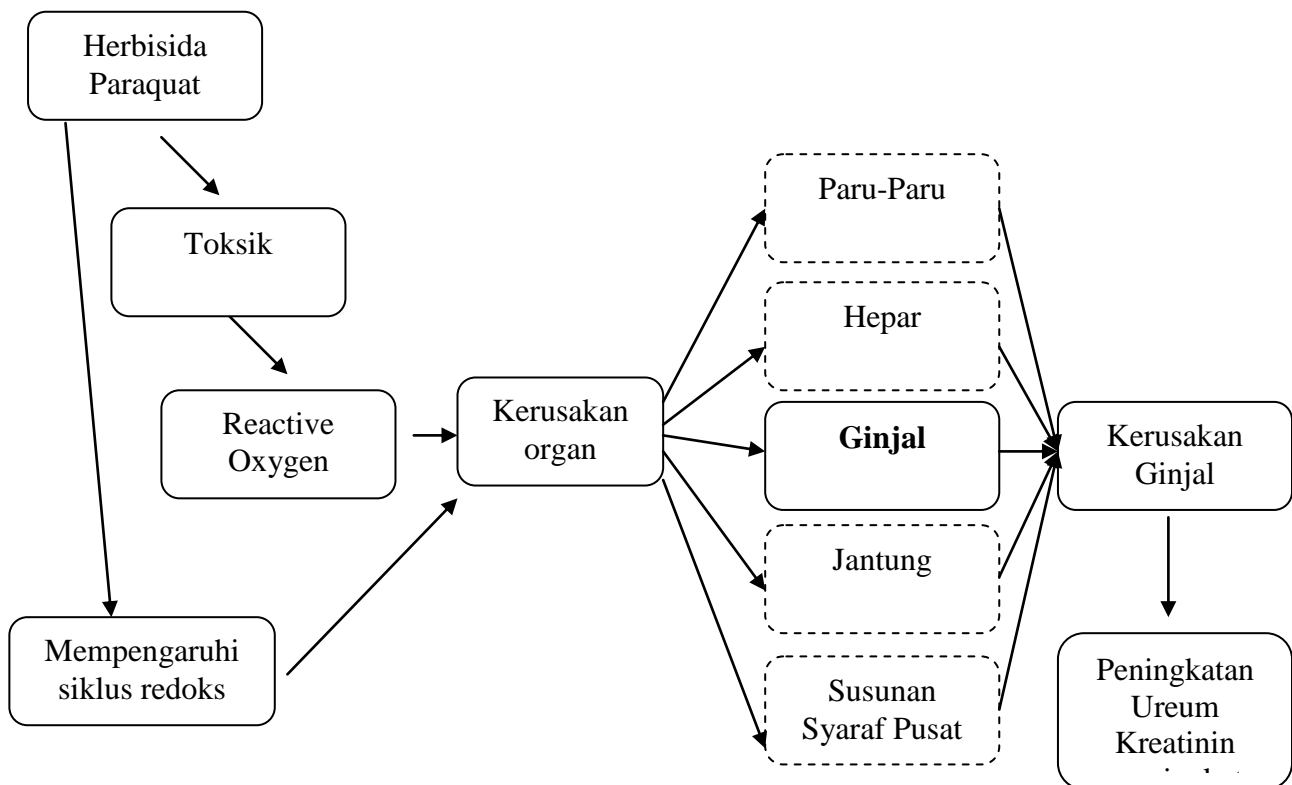 Herbisida
Paraquat
Toksik
Reactive
Oxygen
Mempengaruhi
siklus redoks
Kerusakan
organ
Paru-Paru
Hepar
Ginjal
Jantung
Susunan
Syaraf Pusat
Kerusakan
Ginjal
Peningkatan
Ureum
Kreatinin